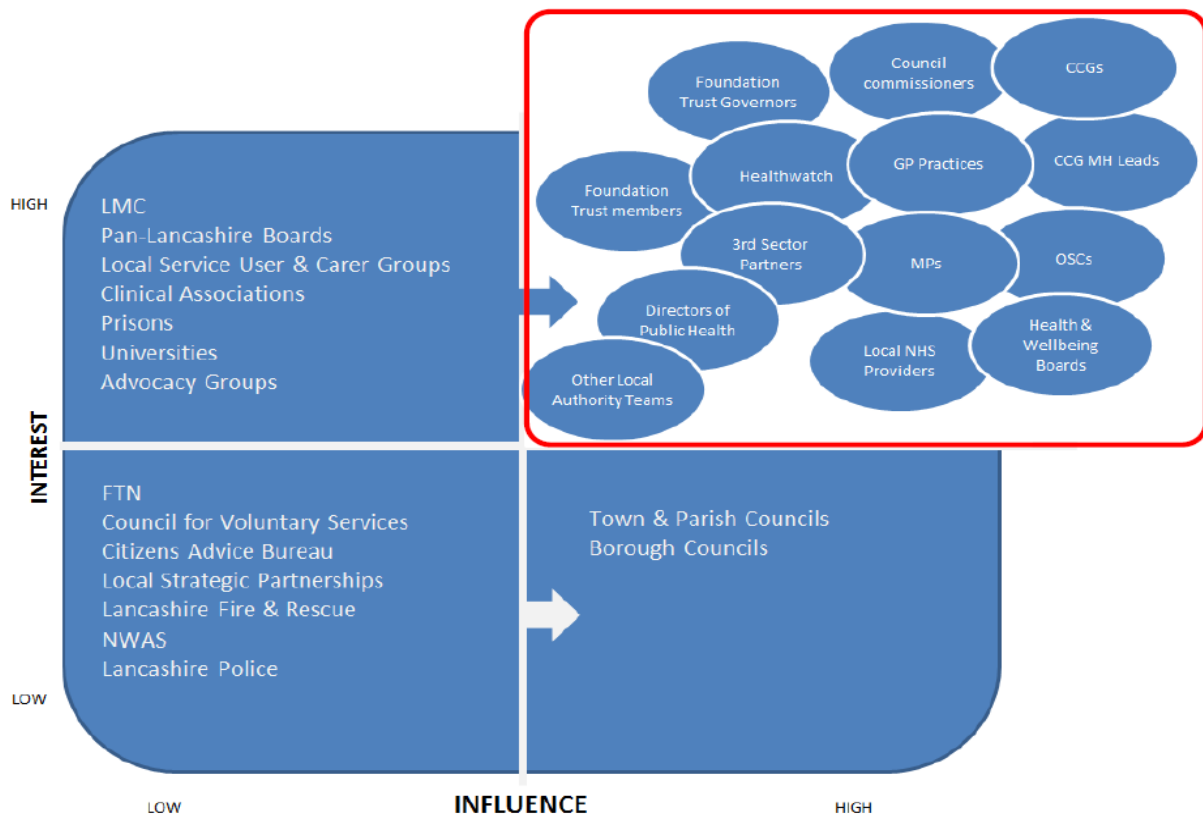 Foundation
Trust Governors
Council
commissioners
CCGs
Foundation
Trust members
Healthwatch
GP Practices
CCG MH Leads
3rd Sector
Partners
MPs
OSCs
Directors of
Public Health
Local NHS
Providers
Health &
Wellbeing
Boards
Other Local
Authority Teams
HIGH
LMC
Pan-Lancashire Boards
Local Service User & Carer Groups
Clinical Associations
Prisons
Universities
Advocacy Groups
INTEREST
FTN
Council for Voluntary Services
Citizens Advice Bureau
Local Strategic Partnerships
Lancashire Fire & Rescue
NWAS
Lancashire Police
Town & Parish Councils
Borough Councils
LOW
LOW
INFLUENCE
HIGH